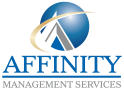 AFFINITY
MANAGEMENT SERVICES